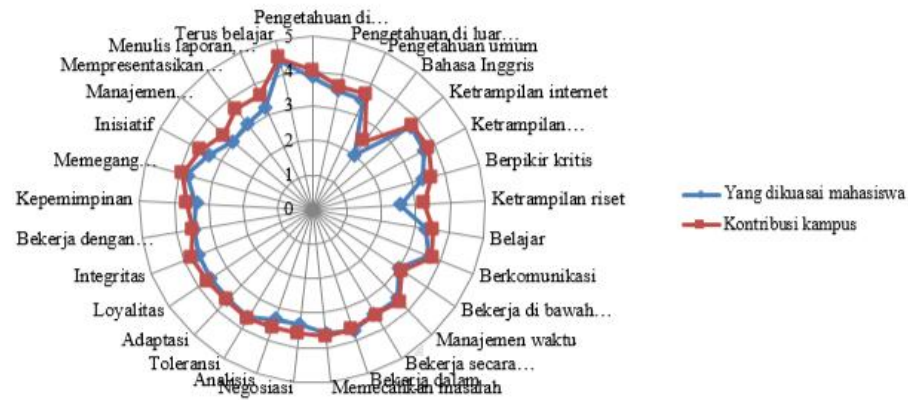 Pengetahuan di...
Pengetahuan di luar...
Pengetahuan umum
Bahasa Inggris
Ketrampilan internet
Ketrampilan...
Berpikir kritis
Ketrampilan riset
Belajar
Berkomunikasi
Bekerja di bawah...
Manajemen waktu
Bekerja secara...
Bekerja dalam
Memecahkan masalah
Negosiasi
Analisis
Toleransi
Adaptasi
Loyalitas
Integritas
Bekerja dengan...
Kepemimpinan
Memegang...
Inisiatif
Manajemen...
Mempresentasikan...
Menulis laporan,...
Terus belajar
5
4
3
2
1
0
Yang dikuasai mahasiswa
Kontribusi kampus